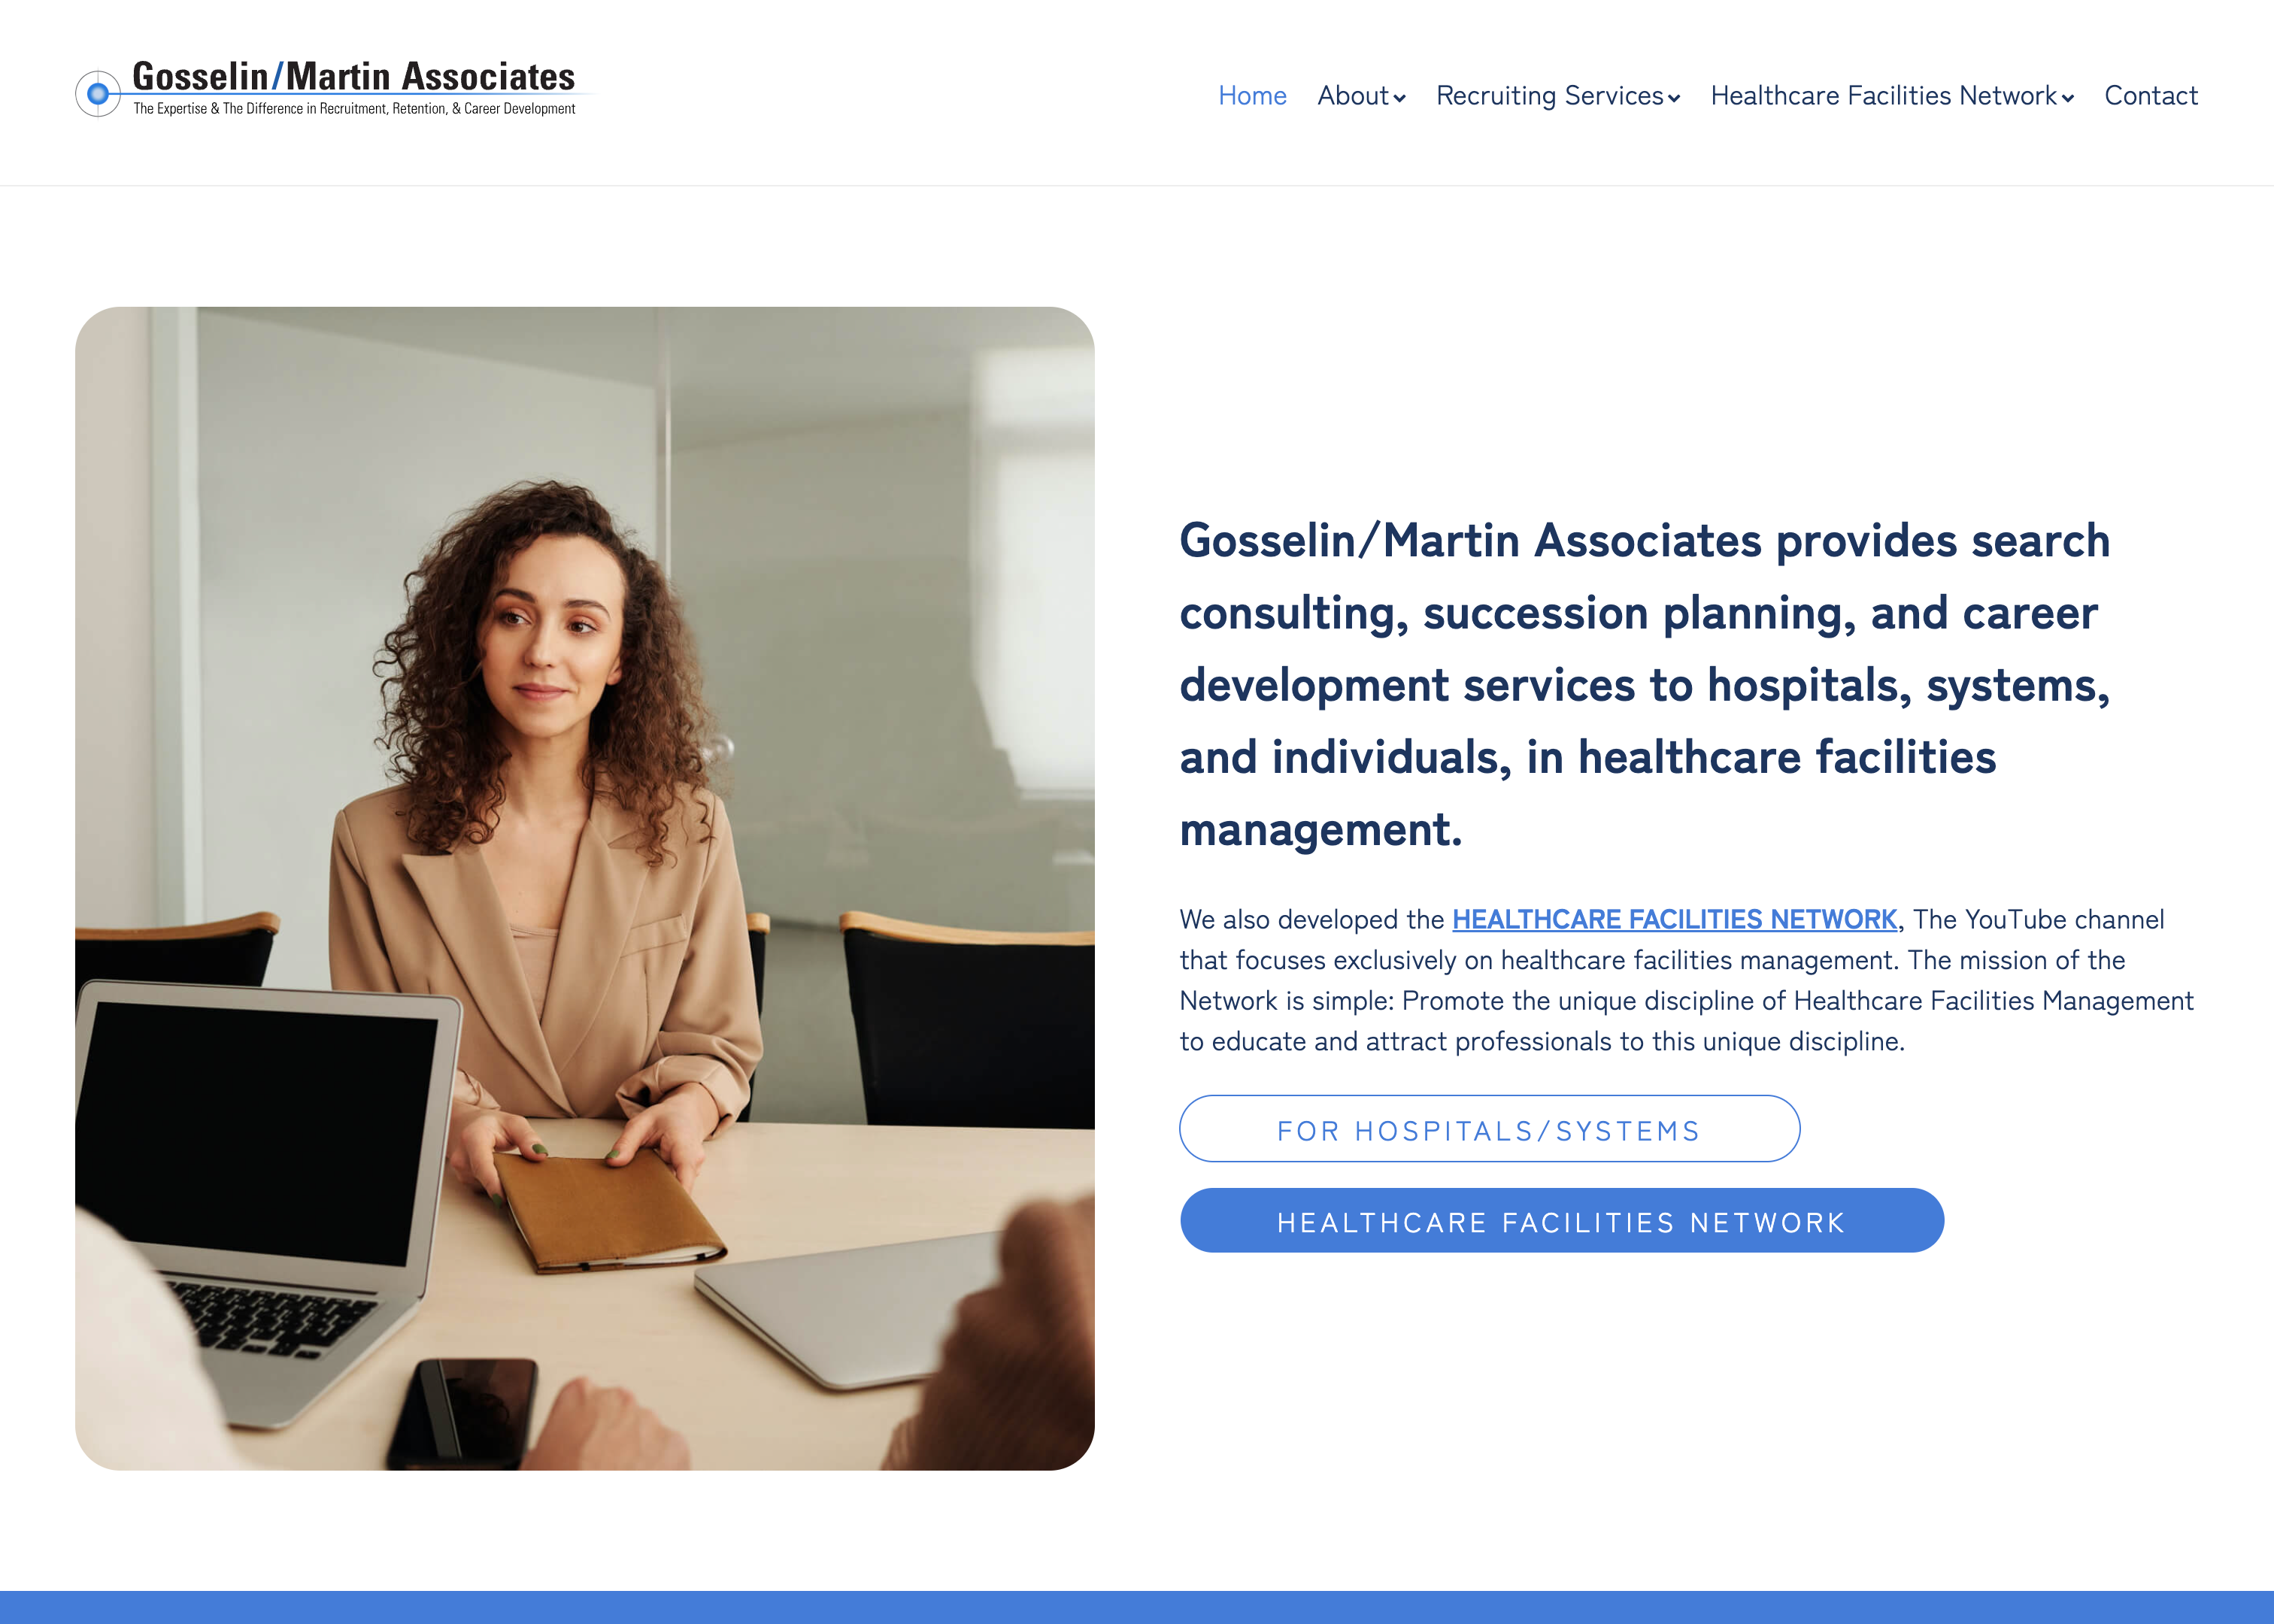 Gosselin/Martin Associates
The Expertise & The Difference in Recruitment, Retention, & Career Development
Home About Recruiting Services Healthcare Facilities Network Contact
Gosselin/Martin Associates provides search
consulting, succession planning, and career
development services to hospitals, systems,
and individuals, in healthcare facilities
management.
We also developed the HEALTHCARE FACILITIES NETWORK, The YouTube channel
that focuses exclusively on healthcare facilities management. The mission of the
Network is simple: Promote the unique discipline of Healthcare Facilities Management
to educate and attract professionals to this unique discipline.
FOR HOSPITALS/SYSTEMS
HEALTHCARE FACILITIES NETWORK